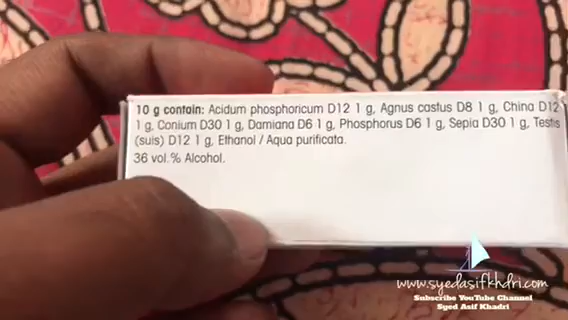 10 g contain: Acidum phosphoricum D12 1 g, Agnus castus D8 1 g, China D12
1 g, Conium D30 1 g, Damiana D6 1 g, Phosphorus D6 1 g, Sepia D30 1 g, Testis
(suis) D12 1 g, Ethanol / Aqua purificata.
36 vol.% Alcohol.
www.syedasifkhdri.com
Subscribe YouTube Channel
Syed Asif Khadri